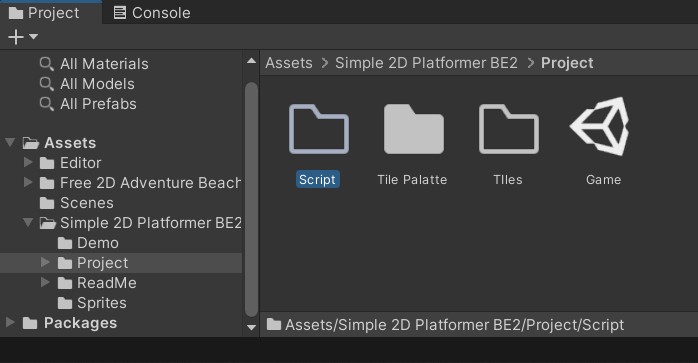 Project
Console
All Materials
All Models
All Prefabs
Assets
Editor
Free 2D Adventure Beach
Scenes
Simple 2D Platformer BE2
Demo
Project
ReadMe
Sprites
Packages
Assets > Simple 2D Platformer BE2 > Project
Script
Tile Palatte
TIles
Game
Assets/Simple 2D Platformer BE2/Project/Script